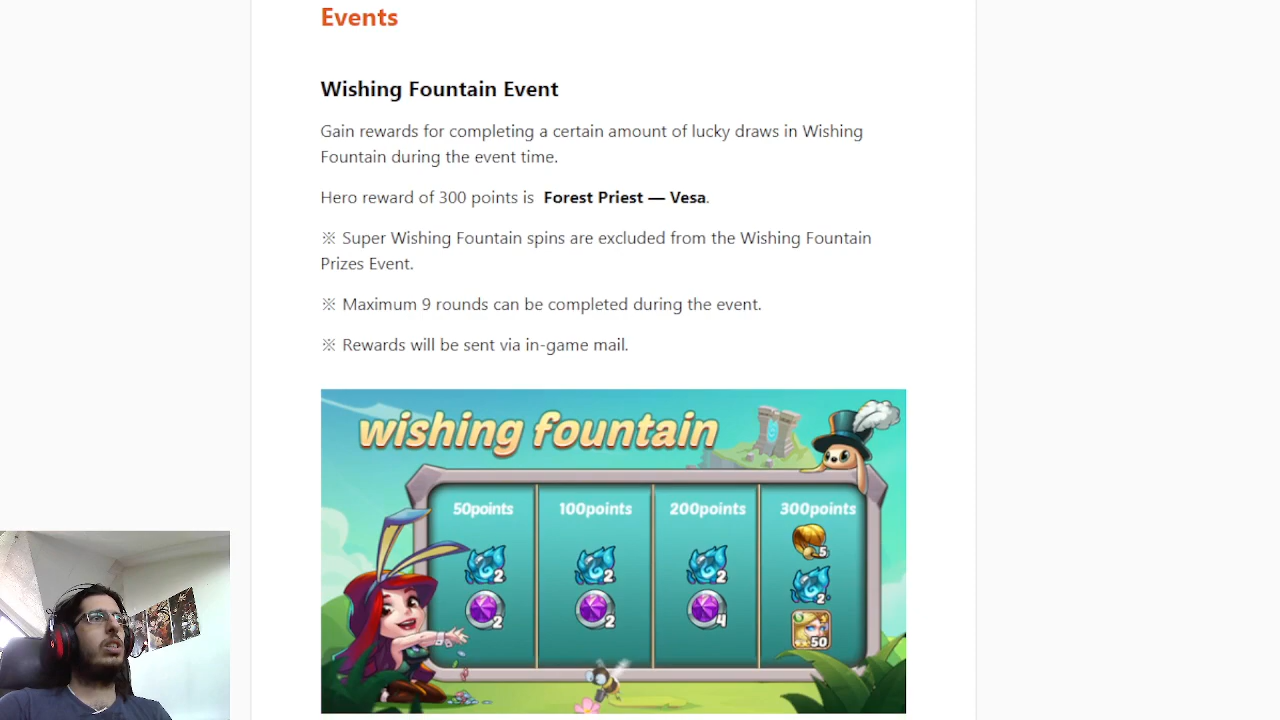 Events
Wishing Fountain Event
Gain rewards for completing a certain amount of lucky draws in Wishing
Fountain during the event time.
Hero reward of 300 points is Forest Priest — Vesa.
※ Super Wishing Fountain spins are excluded from the Wishing Fountain
Prizes Event.
※ Maximum 9 rounds can be completed during the event.
※ Rewards will be sent via in-game mail.
wishing fountain
50points 100points 200points 300points
5
2 2 2 2
2 2 4 50